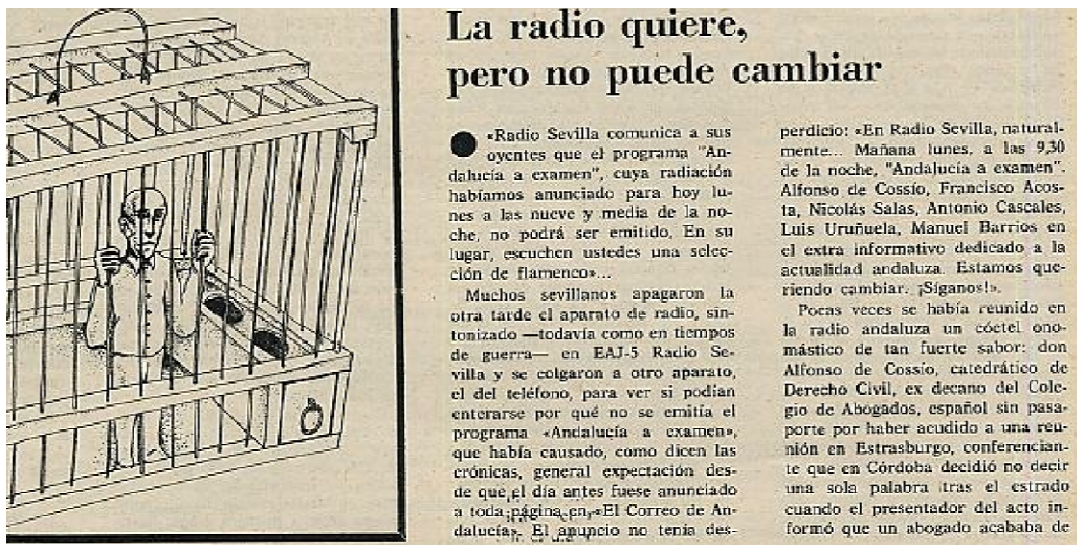 La radio quiere,
pero no puede cambiar
«Radio Sevilla comunica a sus
oyentes que el programa "An-
dalucía a examen", cuya radiación
habíamos anunciado para hoy lu-
nes a las nueve y media de la no-
che, no podrá ser emitido. En su
lugar, escuchen ustedes una selec-
ción de flamenco»...
Muchos sevillanos apagaron la
otra tarde el aparato de radio, sin-
tonizado —todavía como en tiempos
de guerra— en EAJ-5 Radio Se-
villa y se colgaron a otro aparato,
el del teléfono, para ver si podían
enterarse por qué no se emitía el
programa «Andalucía a examen»,
que había causado, como dicen las
crónicas, general expectación des-
de que el día antes fuese anunciado
a toda página en «El Correo de An-
dalucía». El anuncio no tenía des-
perdicio: «En Radio Sevilla, natural-
mente... Mañana lunes, a las 9,30
de la noche, "Andalucía a examen".
Alfonso de Cossío, Francisco Acos-
ta, Nicolás Salas, Antonio Cascales,
Luis Uruñuela, Manuel Barrios en
el extra informativo dedicado a la
actualidad andaluza. Estamos que-
riendo cambiar. ¡Síganos!».
Pocas veces se había reunido en
la radio andaluza un cóctel ono-
mástico de tan fuerte sabor: don
Alfonso de Cossío, catedrático de
Derecho Civil, ex decano del Cole-
gio de Abogados, español sin pasa-
porte por haber acudido a una reu-
nión en Estrasburgo, conferencian-
te que en Córdoba decidió no decir
una sola palabra tras el estrado
cuando el presentador del acto in-
formó que un abogado acababa de